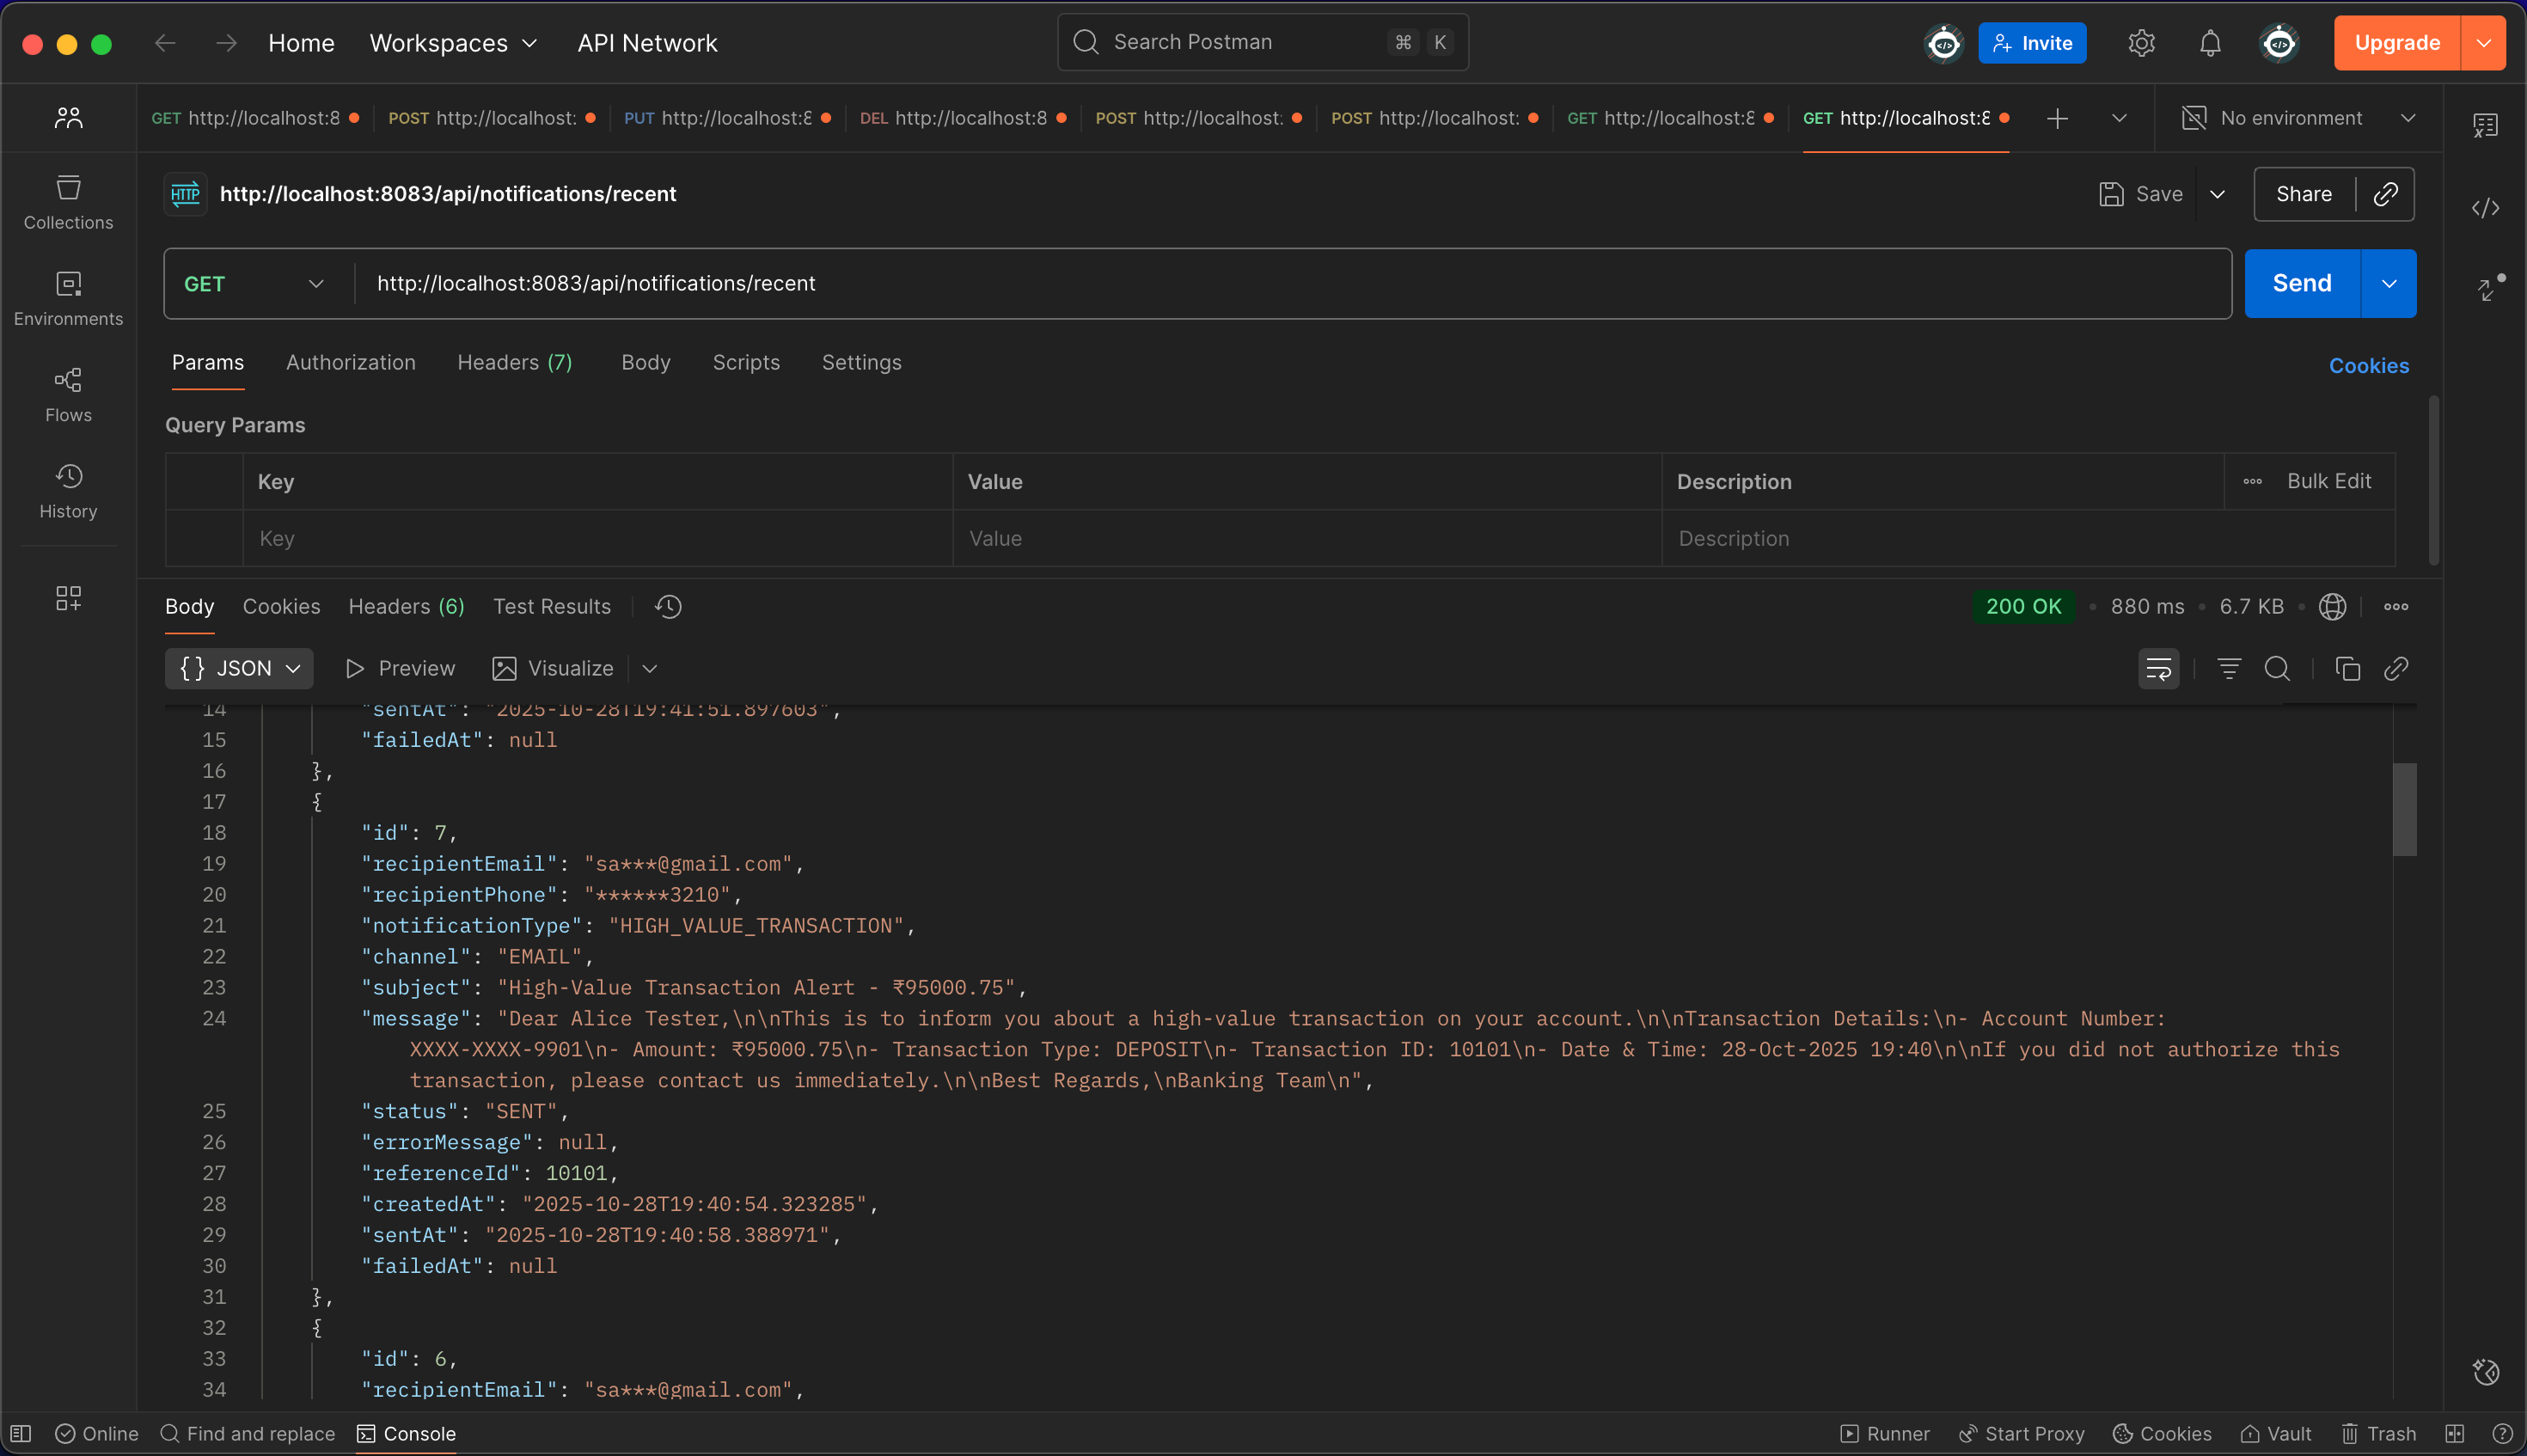 Home Workspaces API Network Search Postman ⌘ K Invite Upgrade
GET http://localhost:8 POST http://localhost: PUT http://localhost:8 DEL http://localhost:8 POST http://localhost: POST http://localhost: GET http://localhost:8 GET http://localhost:8 No environment
HTTP http://localhost:8083/api/notifications/recent Save Share
Collections
Environments
Flows
History
GET http://localhost:8083/api/notifications/recent Send
Params Authorization Headers (7) Body Scripts Settings Cookies
Query Params
Key Value Description Bulk Edit
Key Value Description
Body Cookies Headers (6) Test Results 200 OK 880 ms 6.7 KB
{} JSON Preview Visualize
14 "sentAt": "2025-10-28T19:41:51.897603",
15 "failedAt": null
16 },
17 {
18 "id": 7,
19 "recipientEmail": "sa***@gmail.com",
20 "recipientPhone": "******3210",
21 "notificationType": "HIGH_VALUE_TRANSACTION",
22 "channel": "EMAIL",
23 "subject": "High-Value Transaction Alert - ₹95000.75",
24 "message": "Dear Alice Tester,\n\nThis is to inform you about a high-value transaction on your account.\n\nTransaction Details:\n- Account Number:
XXXX-XXXX-9901\n- Amount: ₹95000.75\n- Transaction Type: DEPOSIT\n- Transaction ID: 10101\n- Date & Time: 28-Oct-2025 19:40\n\nIf you did not authorize this
transaction, please contact us immediately.\n\nBest Regards,\nBanking Team\n",
25 "status": "SENT",
26 "errorMessage": null,
27 "referenceId": 10101,
28 "createdAt": "2025-10-28T19:40:54.323285",
29 "sentAt": "2025-10-28T19:40:58.388971",
30 "failedAt": null
31 },
32 {
33 "id": 6,
34 "recipientEmail": "sa***@gmail.com",
Online Find and replace Console Runner Start Proxy Cookies Vault Trash